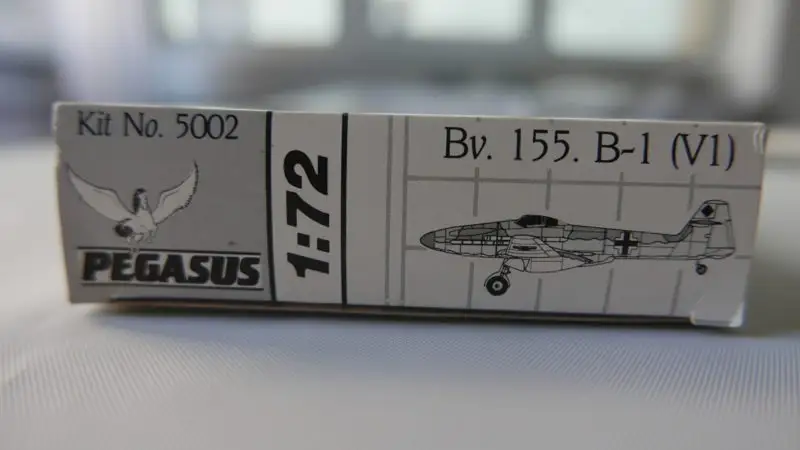 Kit No. 5002
PEGASUS
1:72
Bv. 155. B-1 (V1)